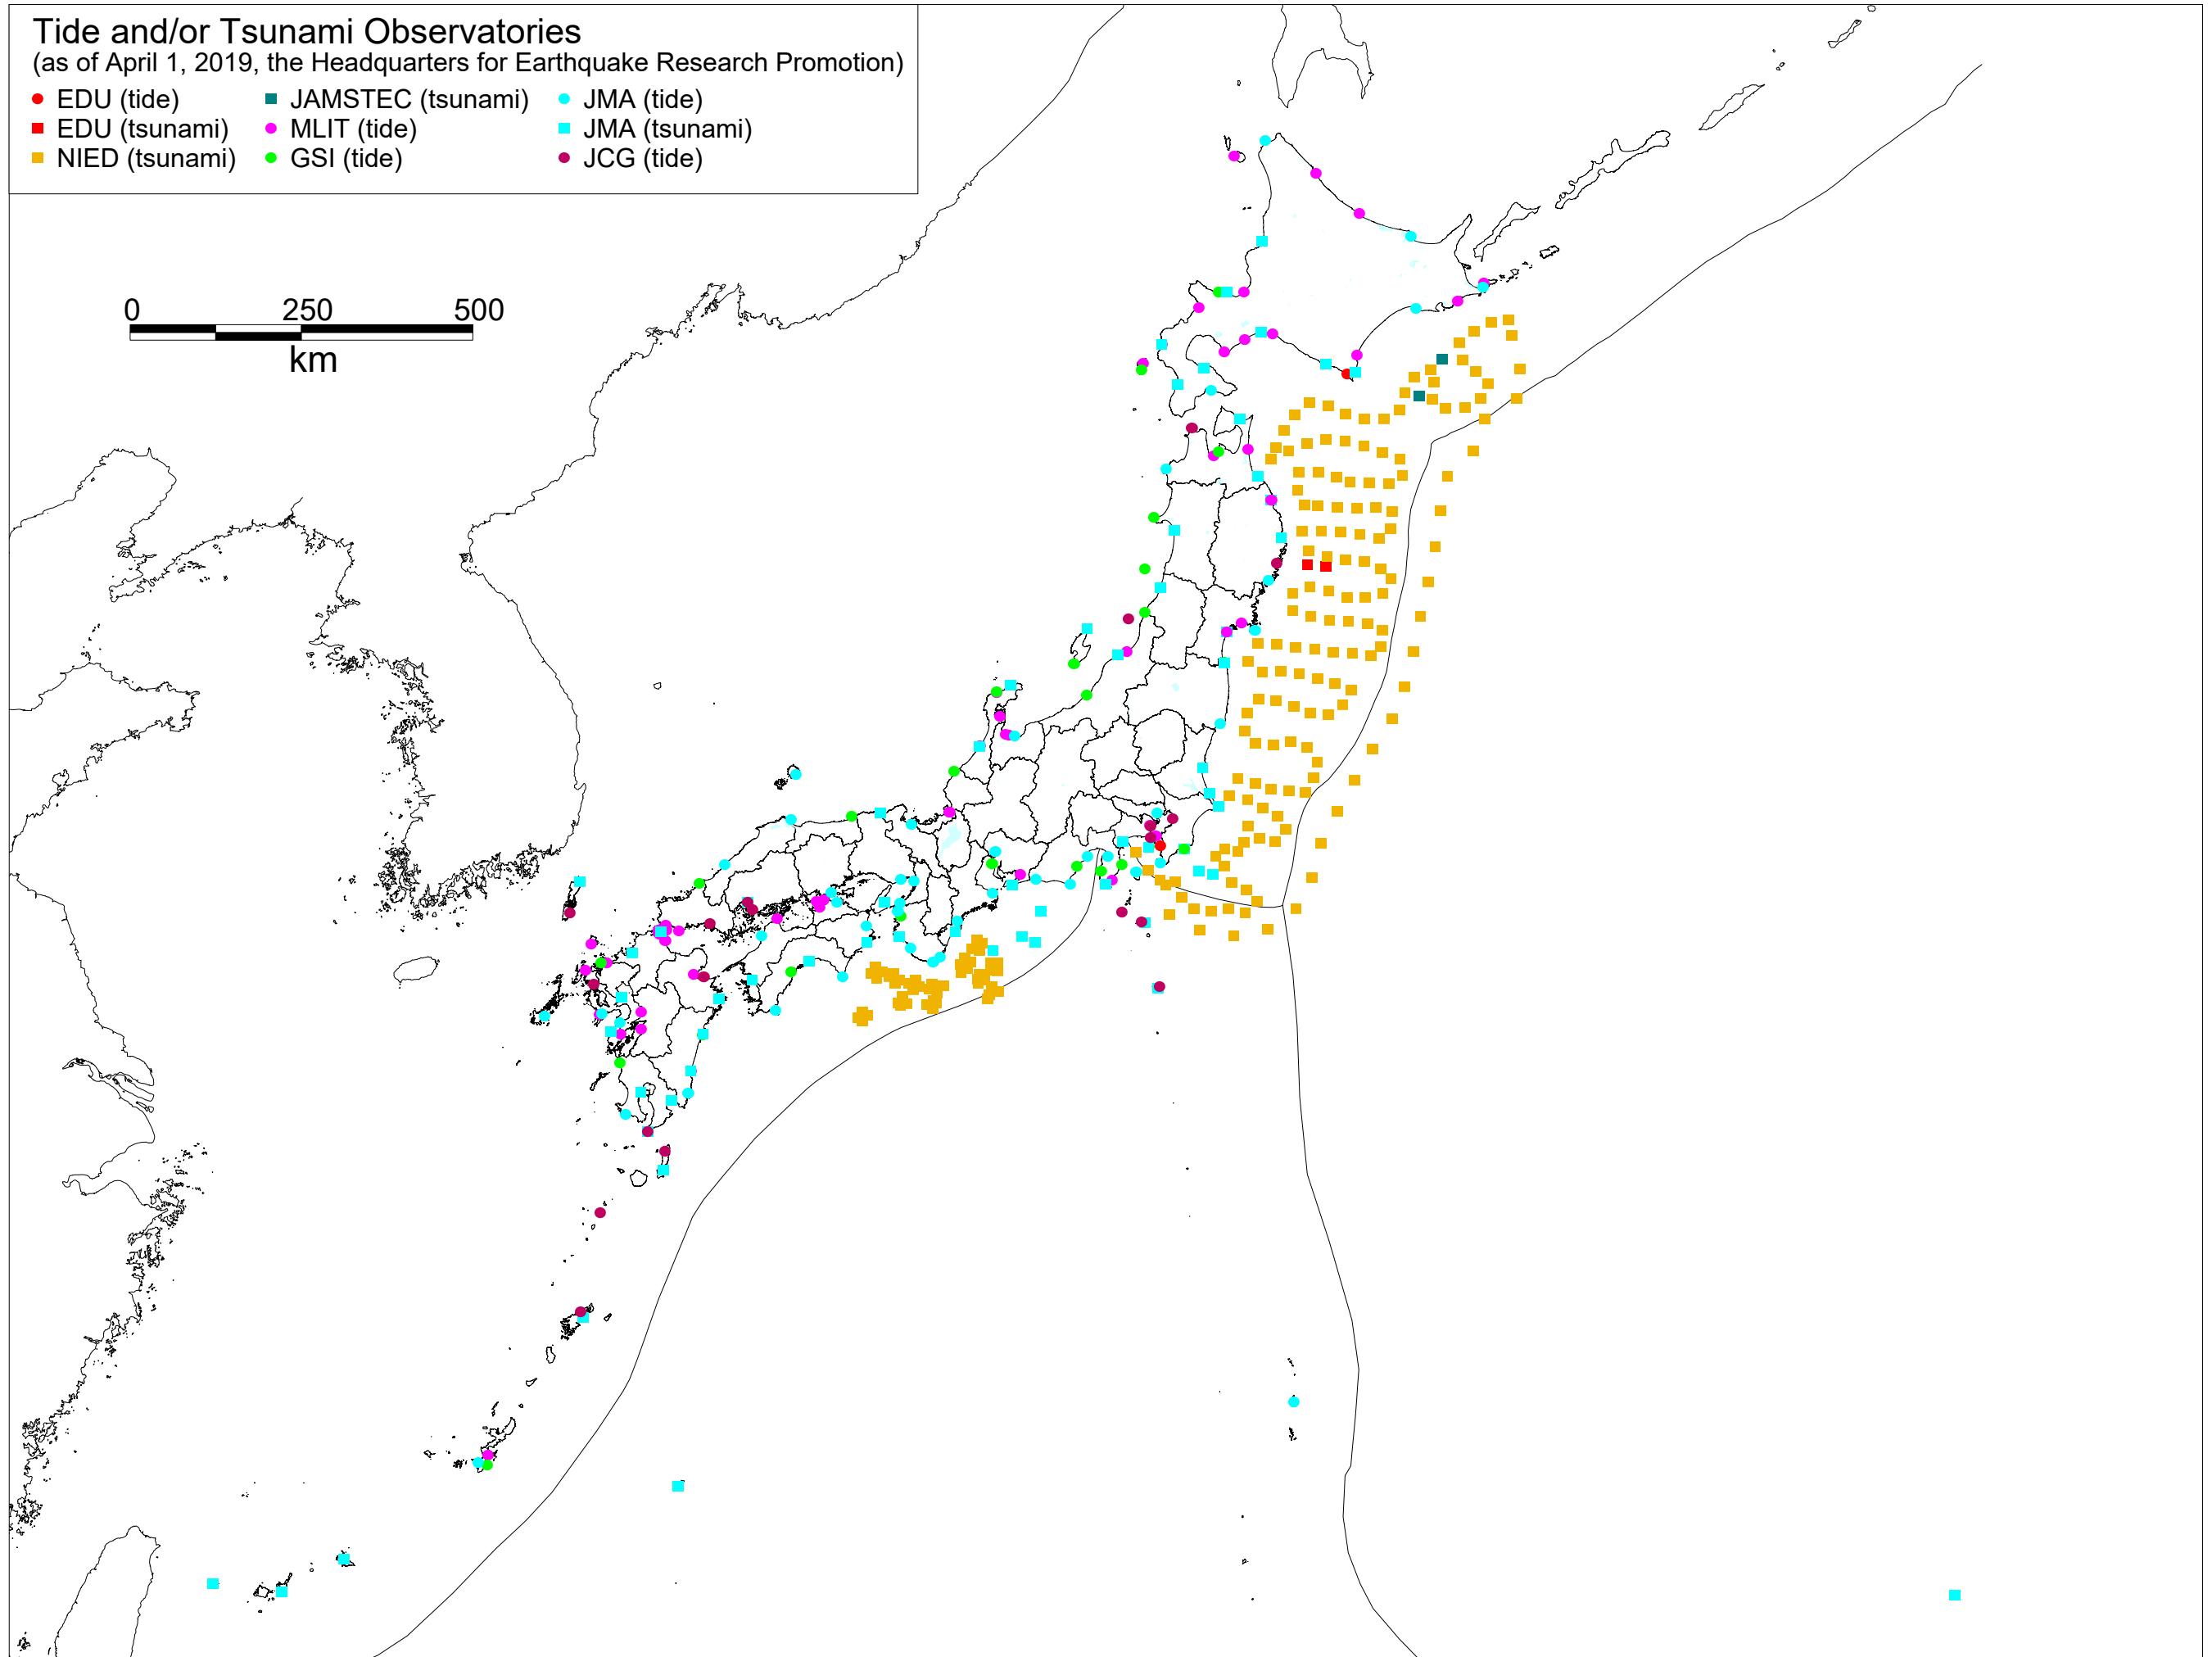 Tide and/or Tsunami Observatories
(as of April 1, 2019, the Headquarters for Earthquake Research Promotion)
EDU (tide) JAMSTEC (tsunami) JMA (tide)
EDU (tsunami) MLIT (tide) JMA (tsunami)
NIED (tsunami) GSI (tide) JCG (tide)
0 250 500
km